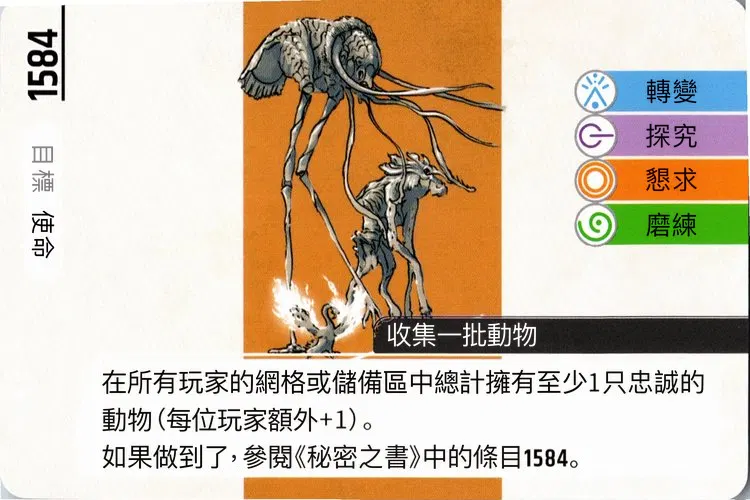 1584
目標 使命
轉變
探究
懇求
磨練
收集一批動物
在所有玩家的網格或儲備區中總計擁有至少1只忠誠的
動物(每位玩家額外+1)。
如果做到了,參閱《秘密之書》中的條目1584。